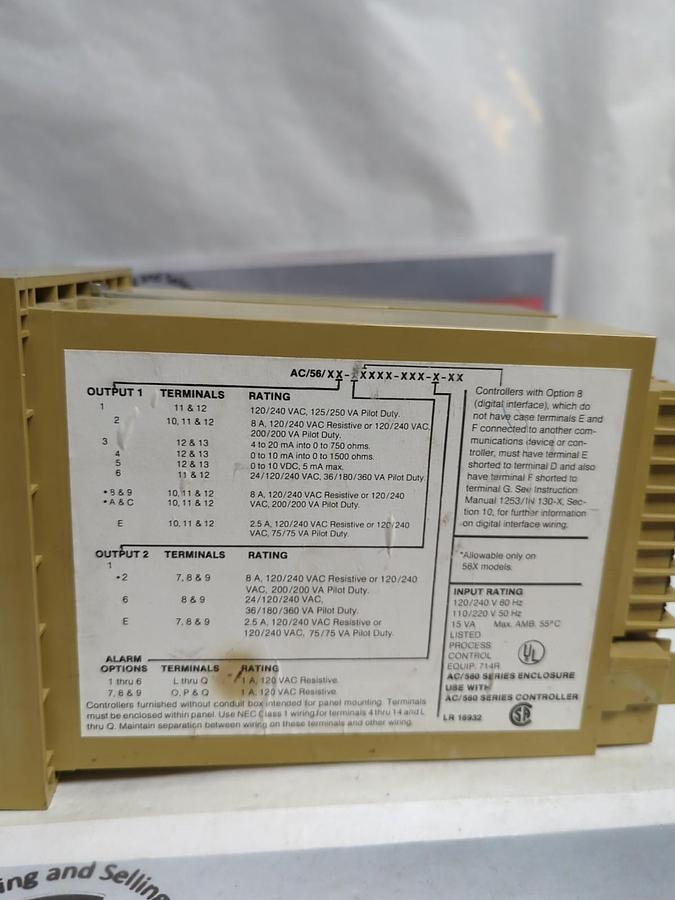 and Selling
AC/56/XX-XXXXX-XXX-X-XX
OUTPUT 1 TERMINALS RATING
1 11 & 12 120/240 VAC, 125/250 VA Pilot Duty.
2 10, 11 & 12 8 A, 120/240 VAC Resistive or 120/240 VAC,
200/200 VA Pilot Duty.
3 12 & 13 4 to 20 mA into 0 to 750 ohms.
4 12 & 13 0 to 10 mA into 0 to 1500 ohms.
5 12 & 13 0 to 10 VDC, 5 mA max.
6 11 & 12 24/120/240 VAC, 36/180/360 VA Pilot Duty.
*8 & 9 10, 11 & 12 8 A, 120/240 VAC Resistive or 120/240
*A & C 10, 11 & 12 VAC, 200/200 VA Pilot Duty.
E 10, 11 & 12 2.5 A, 120/240 VAC Resistive or 120/240
VAC, 75/75 VA Pilot Duty.
OUTPUT 2 TERMINALS RATING
1
*2 7, 8 & 9 8 A, 120/240 VAC Resistive or 120/240
VAC, 200/200 VA Pilot Duty.
6 8 & 9 24/120/240 VAC,
36/180/360 VA Pilot Duty.
E 7, 8 & 9 2.5 A, 120/240 VAC Resistive or
120/240 VAC, 75/75 VA Pilot Duty.
ALARM
OPTIONS TERMINALS RATING
1 thru 6 L thru Q 1 A, 120 VAC Resistive.
7, 8 & 9 O, P & Q 1 A, 120 VAC Resistive.
Controllers furnished without conduit box intended for panel mounting. Terminals
must be enclosed within panel. Use NEC Class 1 wiring for terminals 4 thru 14 and L
thru Q. Maintain separation between wiring on these terminals and other wiring.
Controllers with Option 8
(digital interface), which do
not have case terminals E and
F connected to another com-
munications device or con-
troller, must have terminal E
shorted to terminal D and also
have terminal F shorted to
terminal G. See Instruction
Manual 1253/IN 130-X, Sec-
tion 10, for further information
on digital interface wiring.
*Allowable only on
56X models.
INPUT RATING
120/240 V 60 Hz
110/220 V 50 Hz
15 VA Max. AMB. 55°C
LISTED
PROCESS
CONTROL
EQUIP. 714R
UL
AC/560 SERIES ENCLOSURE
USE WITH
AC/560 SERIES CONTROLLER
LR 16932
SA
ing and Selling